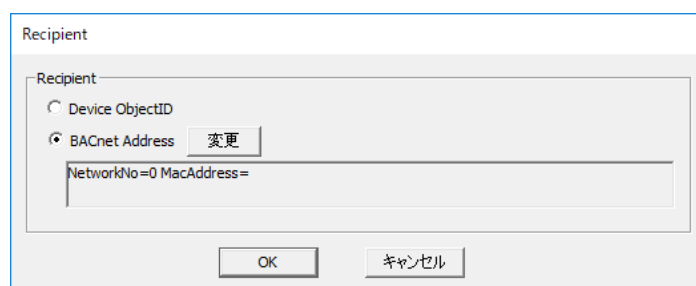 Recipient
Recipient
Device ObjectID
BACnet Address 変更
NetworkNo=0 MacAddress=
OK キャンセル